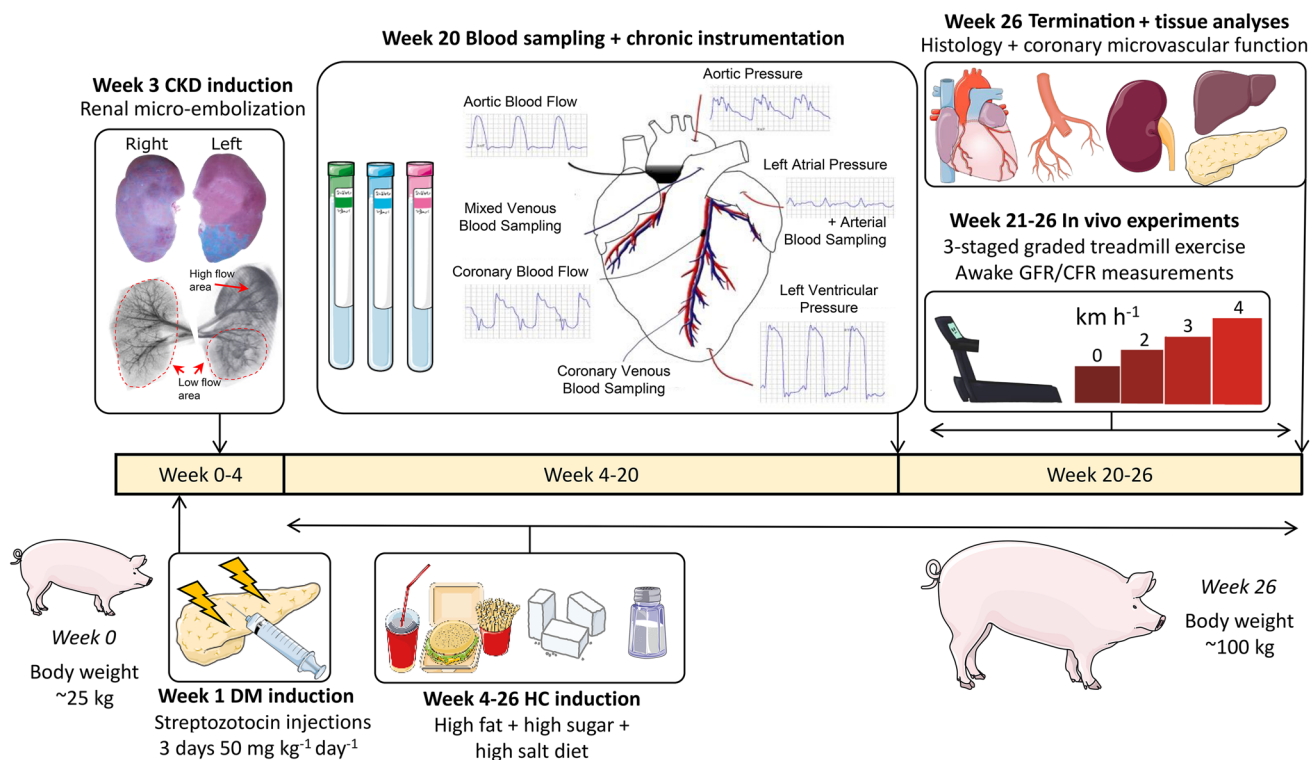 Week 3 CKD induction
Renal micro-embolization
Right
Left
High flow
area
Low flow
area
Week 20 Blood sampling + chronic instrumentation
Aortic Blood Flow
Aortic Pressure
Mixed Venous
Blood Sampling
Left Atrial Pressure
+ Arterial
Blood Sampling
Coronary Blood Flow
Left Ventricular
Pressure
Coronary Venous
Blood Sampling
Week 26 Termination + tissue analyses
Histology + coronary microvascular function
Week 21-26 In vivo experiments
3-staged graded treadmill exercise
Awake GFR/CFR measurements
km h⁻¹
0
2
3
4
Week 0-4
Week 4-20
Week 20-26
Week 0
Body weight
~25 kg
Week 1 DM induction
Streptozotocin injections
3 days 50 mg kg⁻¹ day⁻¹
Week 4-26 HC induction
High fat + high sugar +
high salt diet
Week 26
Body weight
~100 kg